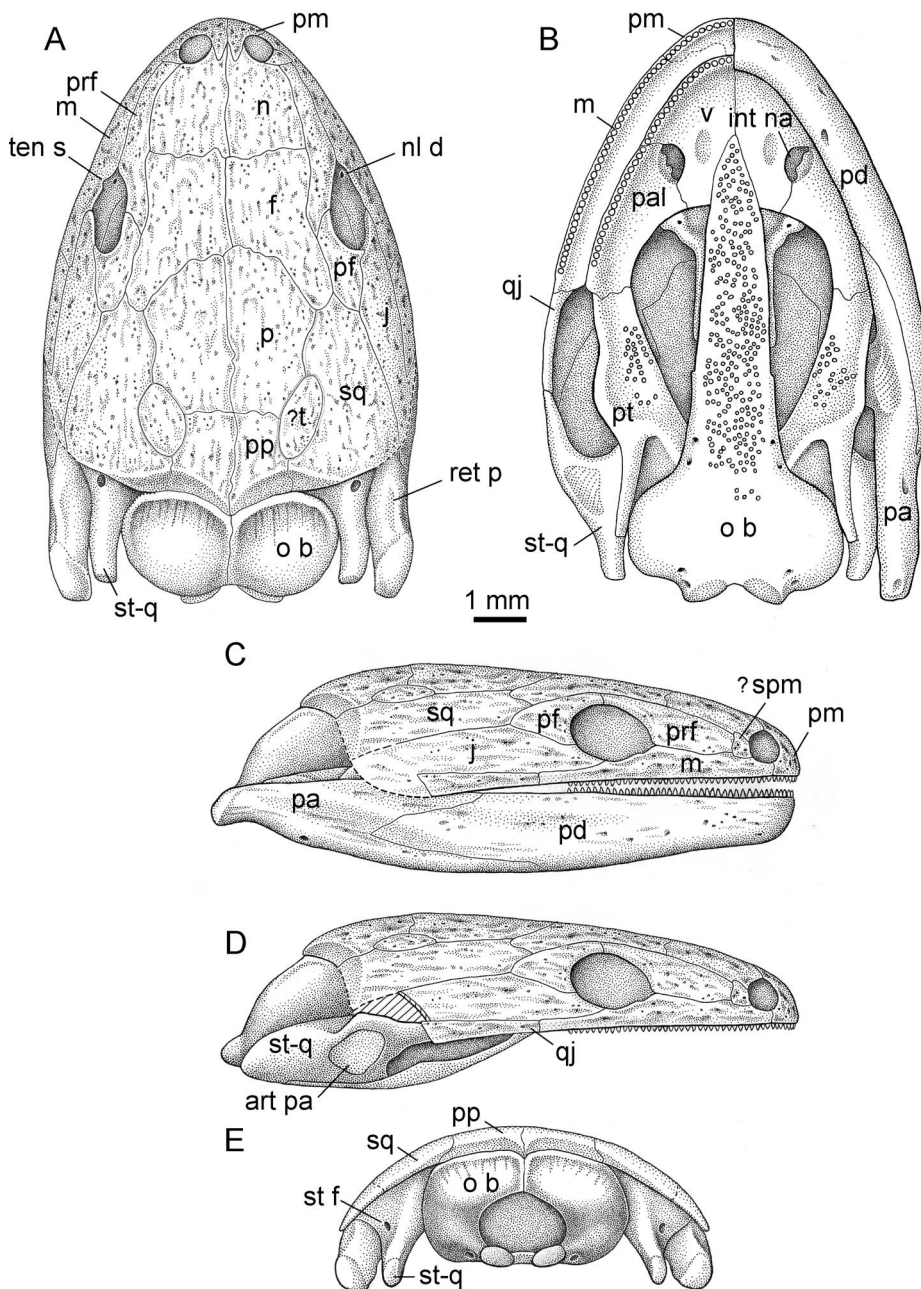 A
pm
prf
m
ten s
n
nl d
f
pf
j
p
sq
?t.
pp
ret p
o b
st-q
B
pm
m
v
int na
pal
pd
qj
pt
st-q
o b
pa
1 mm
C
? spm
pm
sq
pf
prf
j
m
pa
pd
D
st-q
qj
art pa
E
pp
sq
o b
st f
st-q